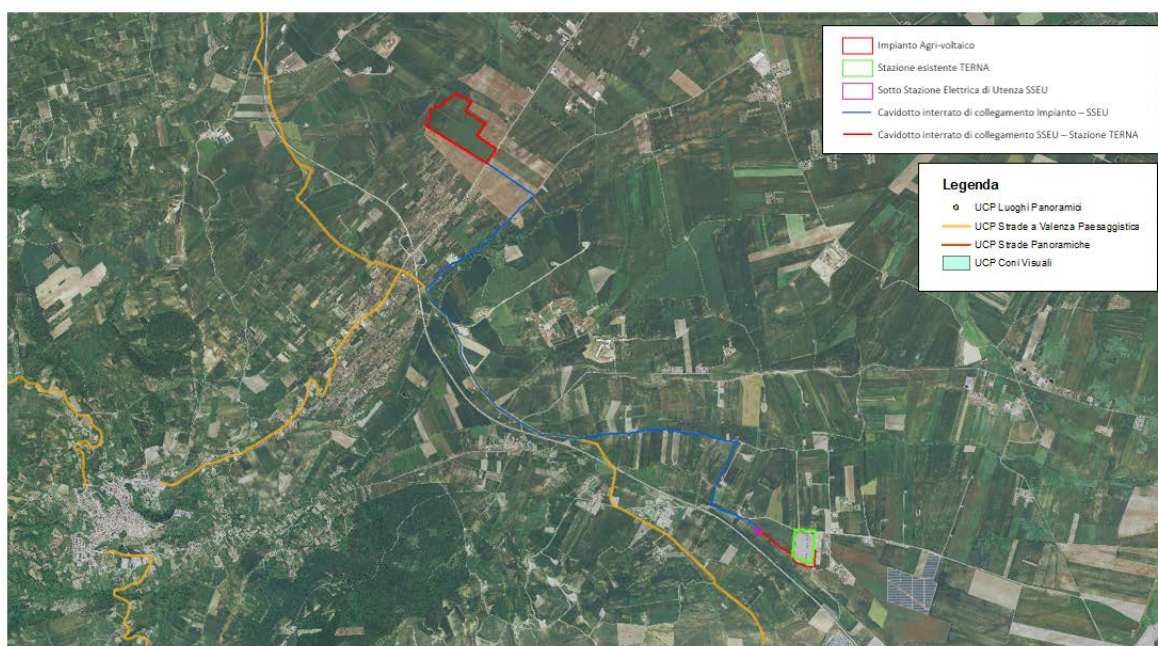 Impianto Agri-voltaico
Stazione esistente TERNA
Sotto Stazione Elettrica di Utenza SSEU
Cavidotto interrato di collegamento Impianto – SSEU
Cavidotto interrato di collegamento SSEU – Stazione TERNA
Legenda
UCP Luoghi Panoramici
UCP Strade a Valenza Paesaggistica
UCP Strade Panoramiche
UCP Coni Visuali